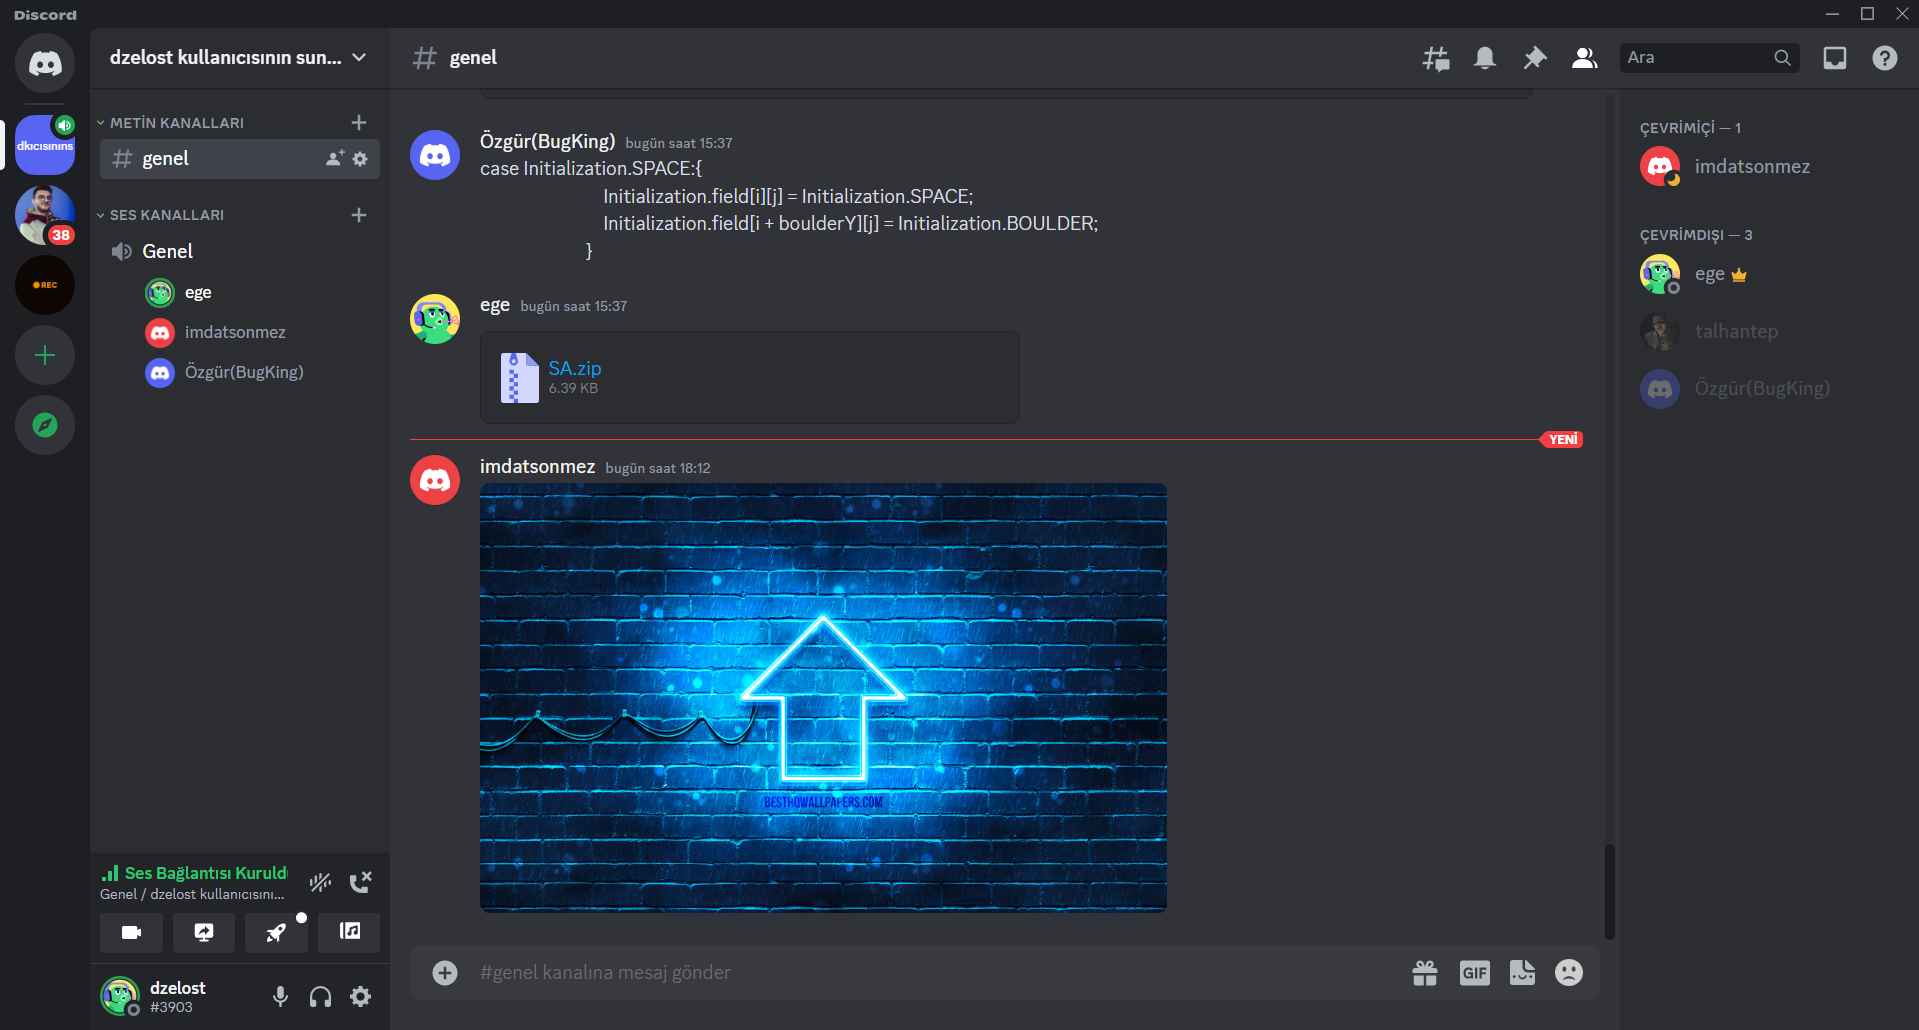 Discord
dzelost kullanıcısının sun...
genel
Ara
dkıcısınıns
38
REC
METİN KANALLARI
genel
SES KANALLARI
Genel
ege
imdatsonmez
Özgür(BugKing)
Özgür(BugKing) bugün saat 15:37
case Initialization.SPACE:{
Initialization.field[i][j] = Initialization.SPACE;
Initialization.field[i + boulderY][j] = Initialization.BOULDER;
}
ege bugün saat 15:37
SA.zip
6.39 KB
YENİ
imdatsonmez bugün saat 18:12
BESTHQWALLPAPERS.COM
#genel kanalına mesaj gönder
GIF
ÇEVRİMİÇİ — 1
imdatsonmez
ÇEVRİMDIŞI — 3
ege
talhantep
Özgür(BugKing)
Ses Bağlantısı Kuruld
Genel / dzelost kullanıcısını...
dzelost
#3903